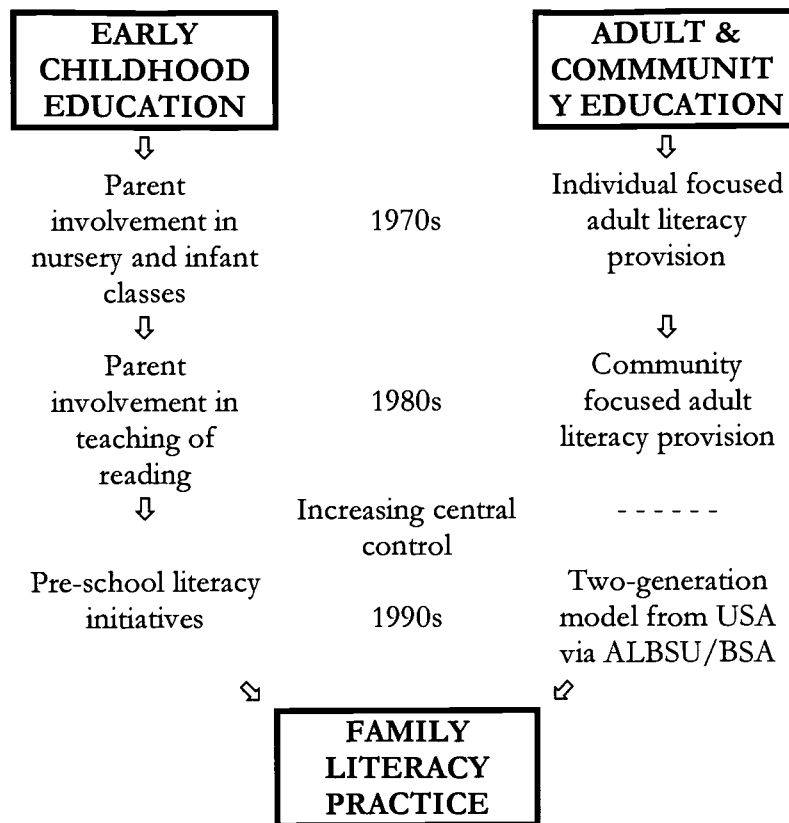 EARLY
CHILDHOOD
EDUCATION
ADULT &
COMMMUNIT
Y EDUCATION
Parent
involvement in
nursery and infant
classes
1970s
Individual focused
adult literacy
provision
Parent
involvement in
teaching of
reading
1980s
Community
focused adult
literacy provision
Increasing central
control
- - - - - -
Pre-school literacy
initiatives
1990s
Two-generation
model from USA
via ALBSU/BSA
FAMILY
LITERACY
PRACTICE